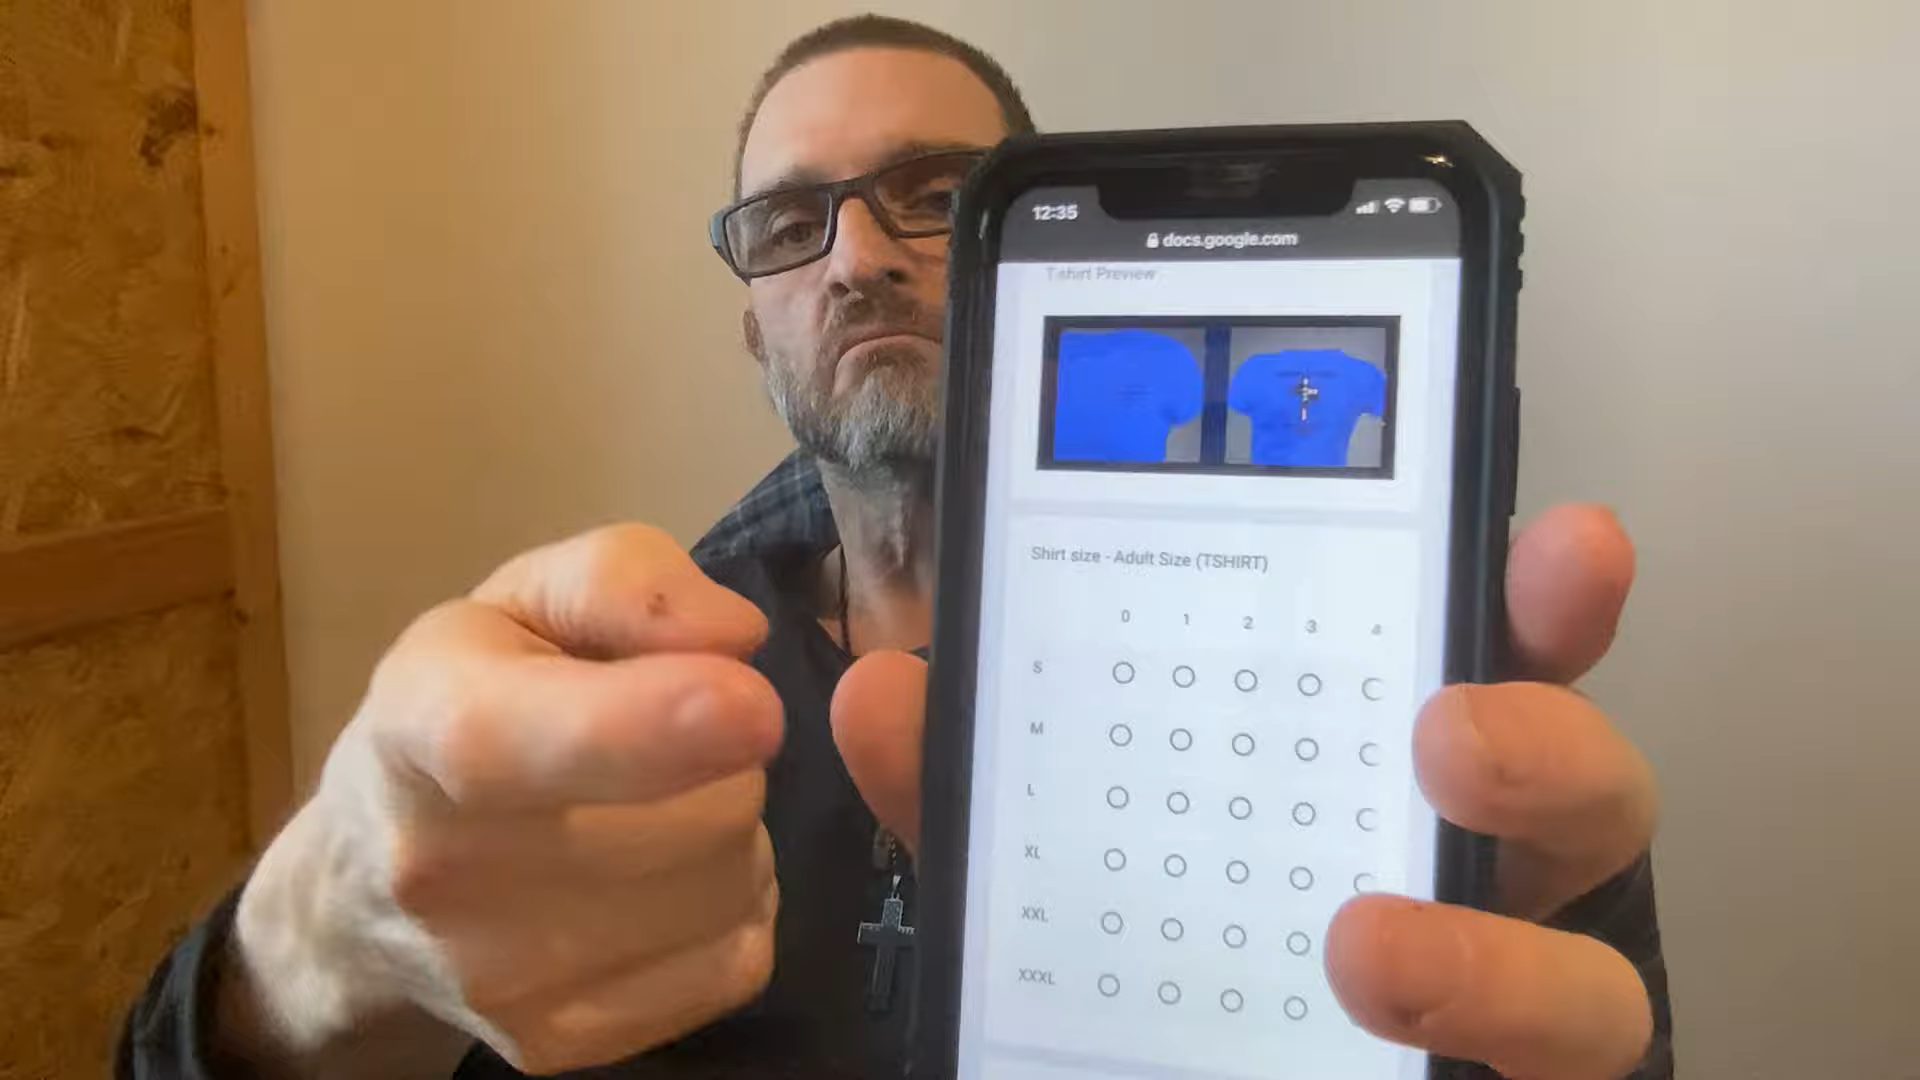 12:35
docs.google.com
T-shirt Preview
Shirt size - Adult Size (TSHIRT)
0 1 2 3 4
S
M
L
XL
XXL
XXXL